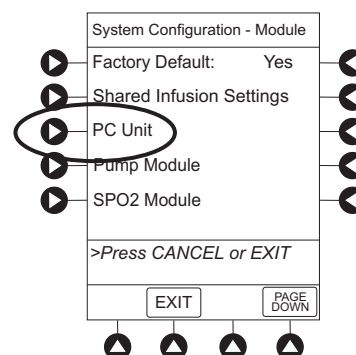 System Configuration - Module
Factory Default: Yes
Shared Infusion Settings
PC Unit
Pump Module
SPO2 Module
>Press CANCEL or EXIT
EXIT
PAGE
DOWN